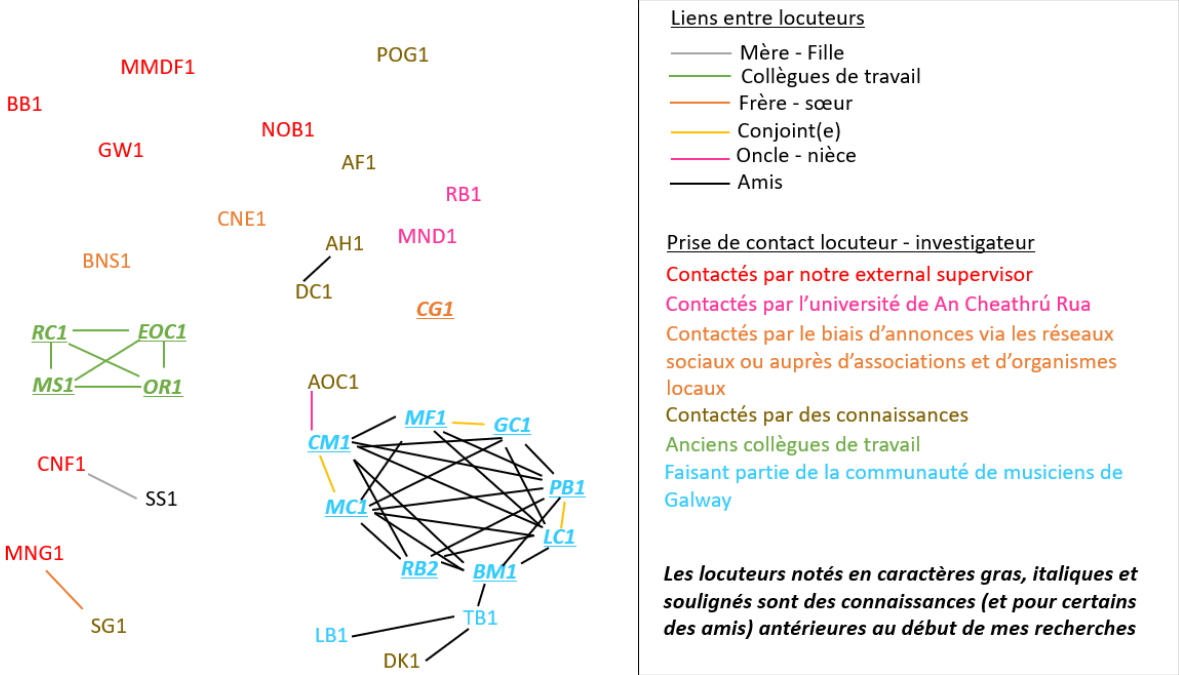 POG1
MMDF1
BB1
NOB1
GW1
AF1
RB1
CNE1
MND1
AH1
BNS1
DC1
CG1
RC1
EOC1
MS1
OR1
AOC1
MF1
GC1
CM1
CNF1
PB1
SS1
MC1
LC1
MNG1
RB2
BM1
TB1
SG1
LB1
DK1
Liens entre locuteurs
Mère - Fille
Collègues de travail
Frère - sœur
Conjoint(e)
Oncle - nièce
Amis
Prise de contact locuteur - investigateur
Contactés par notre external supervisor
Contactés par l’université de An Cheathrú Rua
Contactés par le biais d’annonces via les réseaux
sociaux ou auprès d’associations et d’organismes
locaux
Contactés par des connaissances
Anciens collègues de travail
Faisant partie de la communauté de musiciens de
Galway
Les locuteurs notés en caractères gras, italiques et
soulignés sont des connaissances (et pour certains
des amis) antérieures au début de mes recherches